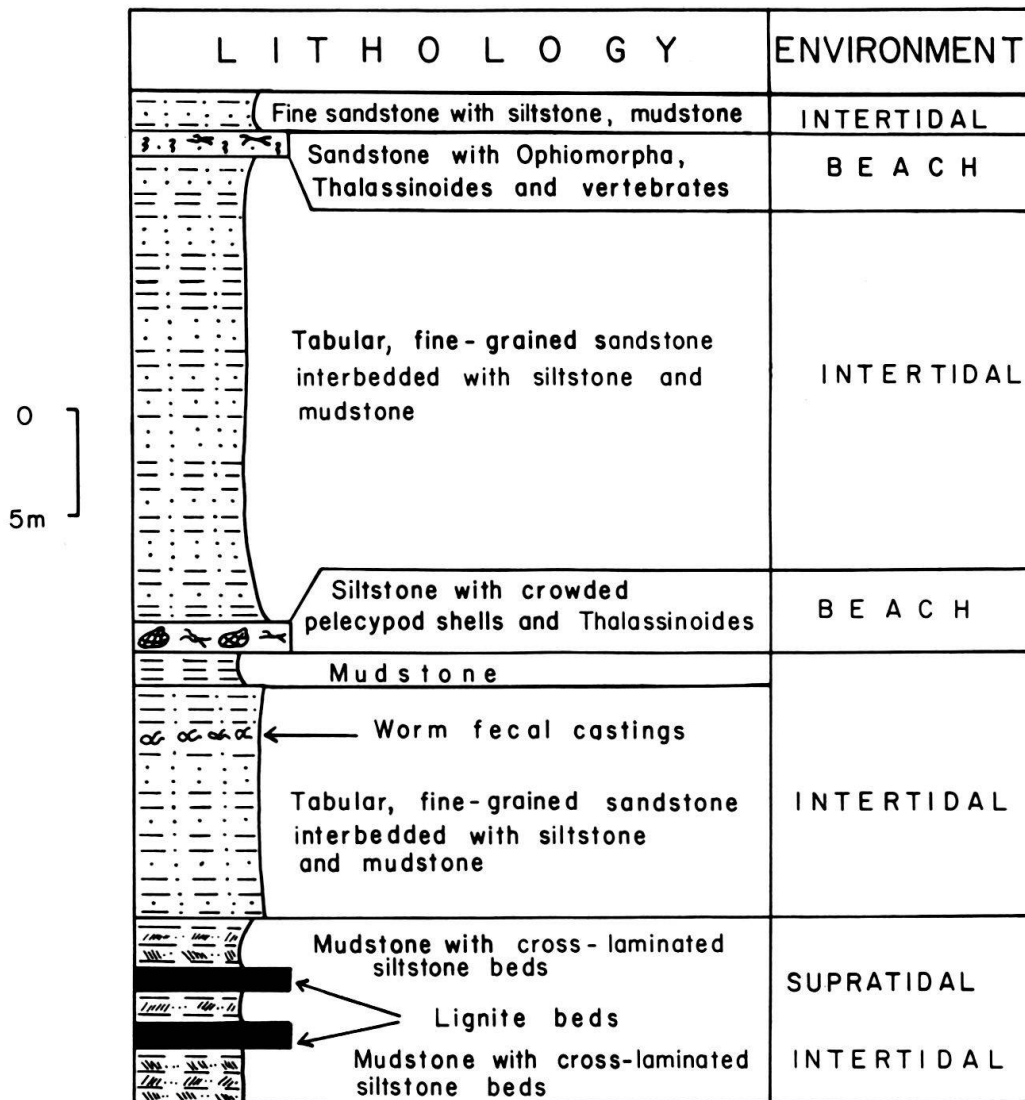 LITHOLOGY
ENVIRONMENT
Fine sandstone with siltstone, mudstone
INTERTIDAL
Sandstone with Ophiomorpha,
Thalassinoides and vertebrates
BEACH
Tabular, fine-grained sandstone
interbedded with siltstone and
mudstone
INTERTIDAL
0
5m
Siltstone with crowded
pelecypod shells and Thalassinoides
BEACH
Mudstone
Worm fecal castings
Tabular, fine-grained sandstone
interbedded with siltstone
and mudstone
INTERTIDAL
Mudstone with cross-laminated
siltstone beds
SUPRATIDAL
Lignite beds
Mudstone with cross-laminated
siltstone beds
INTERTIDAL